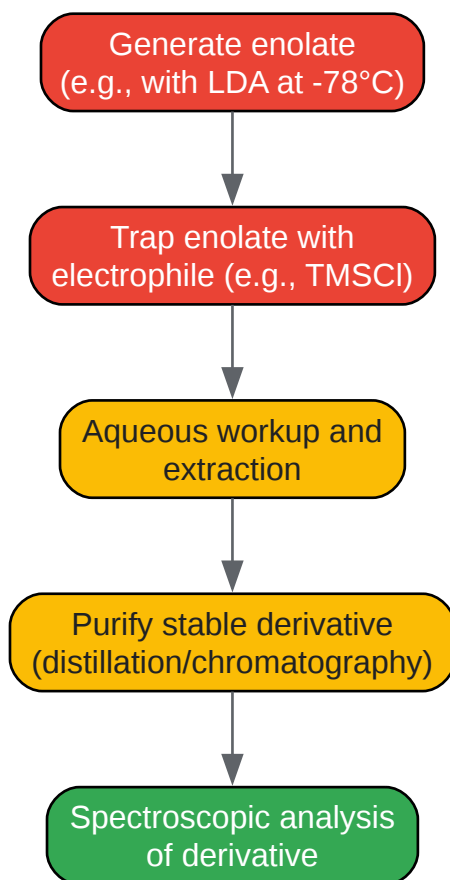 Generate enolate
(e.g., with LDA at -78°C)
Trap enolate with
electrophile (e.g., TMSCl)
Aqueous workup and
extraction
Purify stable derivative
(distillation/chromatography)
Spectroscopic analysis
of derivative